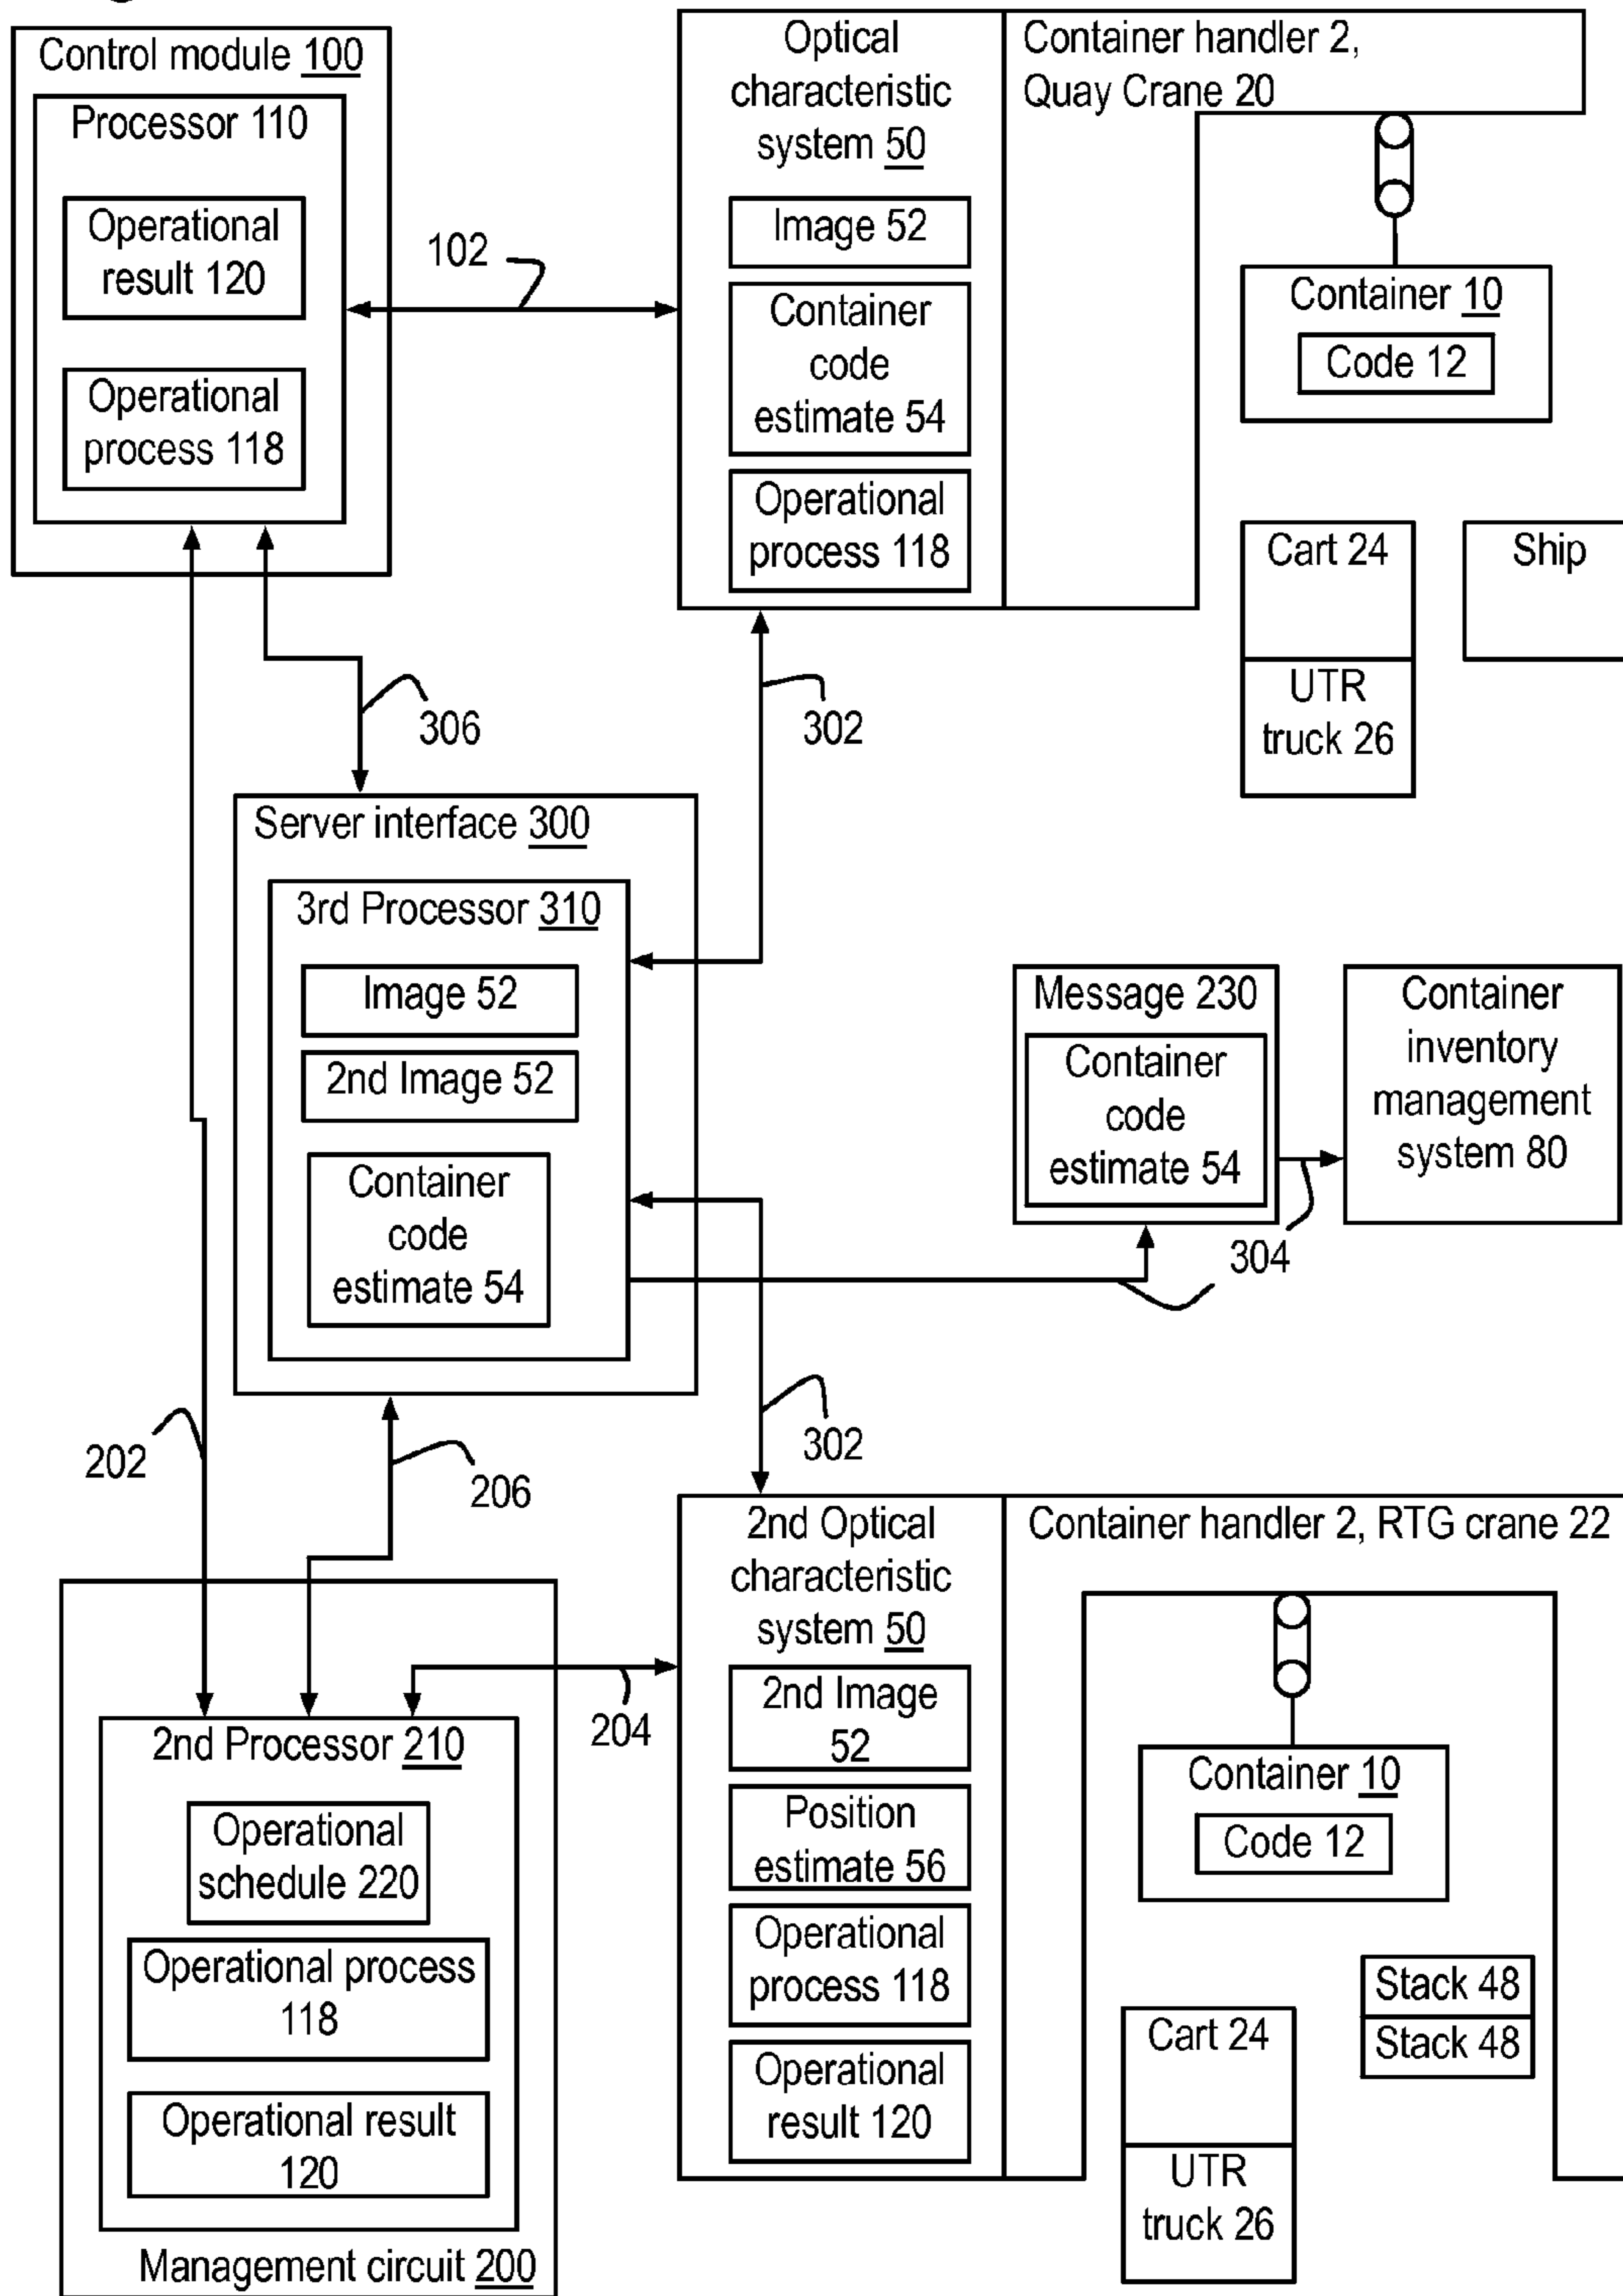 Control module 100
Processor 110
Operational
result 120
Operational
process 118
102
Optical
characteristic
system 50
Image 52
Container
code
estimate 54
Operational
process 118
Container handler 2,
Quay Crane 20
Container 10
Code 12
Cart 24
UTR
truck 26
Ship
306
302
Server interface 300
3rd Processor 310
Image 52
2nd Image 52
Container
code
estimate 54
Message 230
Container
code
estimate 54
Container
inventory
management
system 80
304
302
202
206
204
2nd Processor 210
Operational
schedule 220
Operational process
118
Operational result
120
Management circuit 200
2nd Optical
characteristic
system 50
2nd Image
52
Position
estimate 56
Operational
process 118
Operational
result 120
Container handler 2, RTG crane 22
Container 10
Code 12
Stack 48
Stack 48
Cart 24
UTR
truck 26